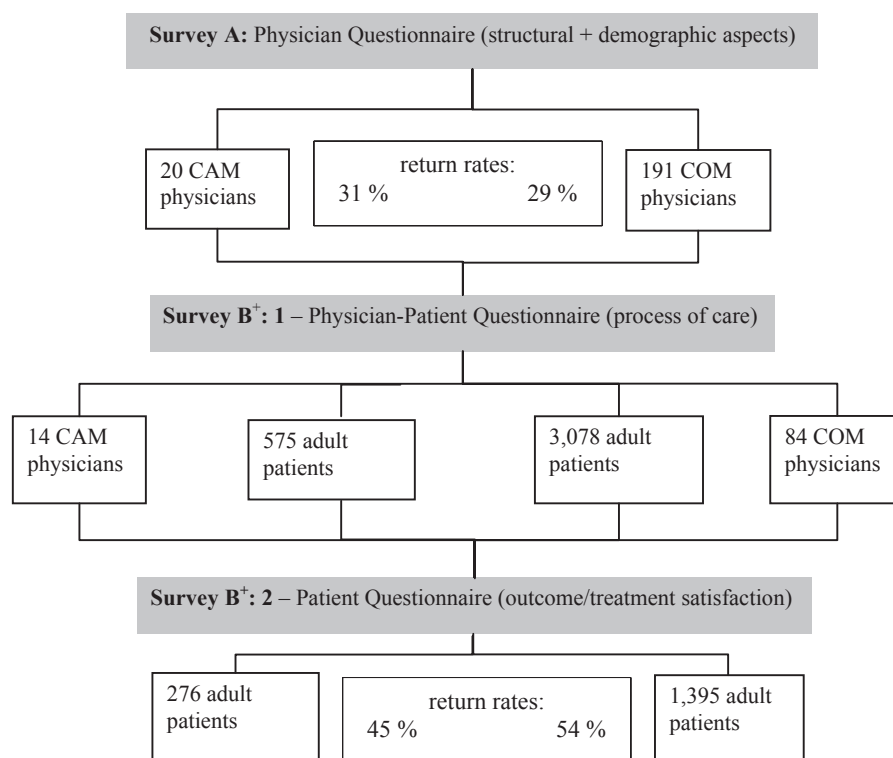 Survey A: Physician Questionnaire (structural + demographic aspects)
20 CAM
physicians
return rates:
31 % 29 %
191 COM
physicians
Survey B⁺: 1 – Physician-Patient Questionnaire (process of care)
14 CAM
physicians
575 adult
patients
3,078 adult
patients
84 COM
physicians
Survey B⁺: 2 – Patient Questionnaire (outcome/treatment satisfaction)
276 adult
patients
return rates:
45 % 54 %
1,395 adult
patients